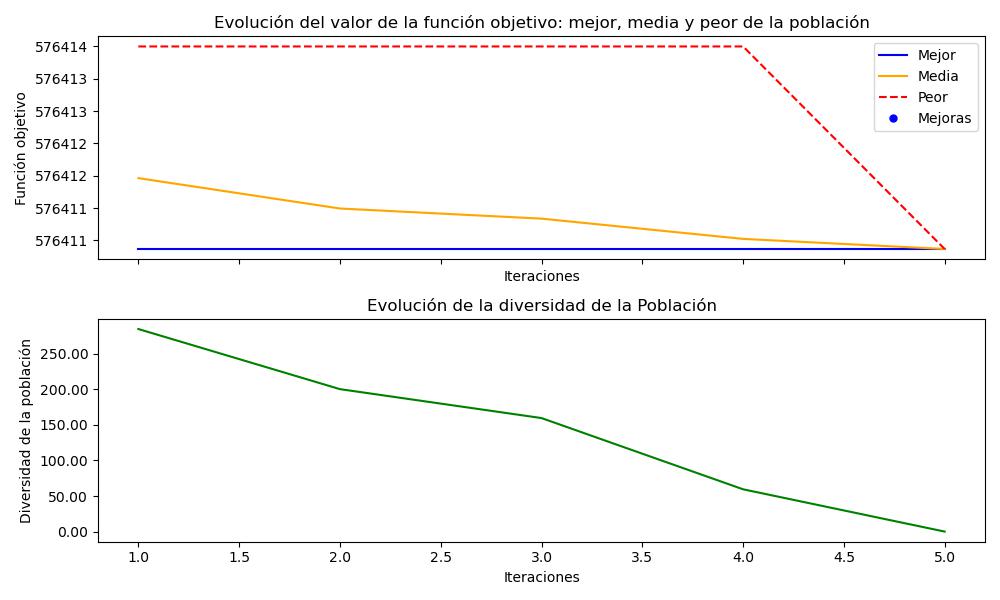 Evolución del valor de la función objetivo: mejor, media y peor de la población
576414
576413
576413
576412
576412
576411
576411
Función objetivo
Mejor
Media
Peor
Mejoras
Iteraciones
Evolución de la diversidad de la Población
250.00
200.00
150.00
100.00
50.00
0.00
Diversidad de la población
1.0 1.5 2.0 2.5 3.0 3.5 4.0 4.5 5.0
Iteraciones